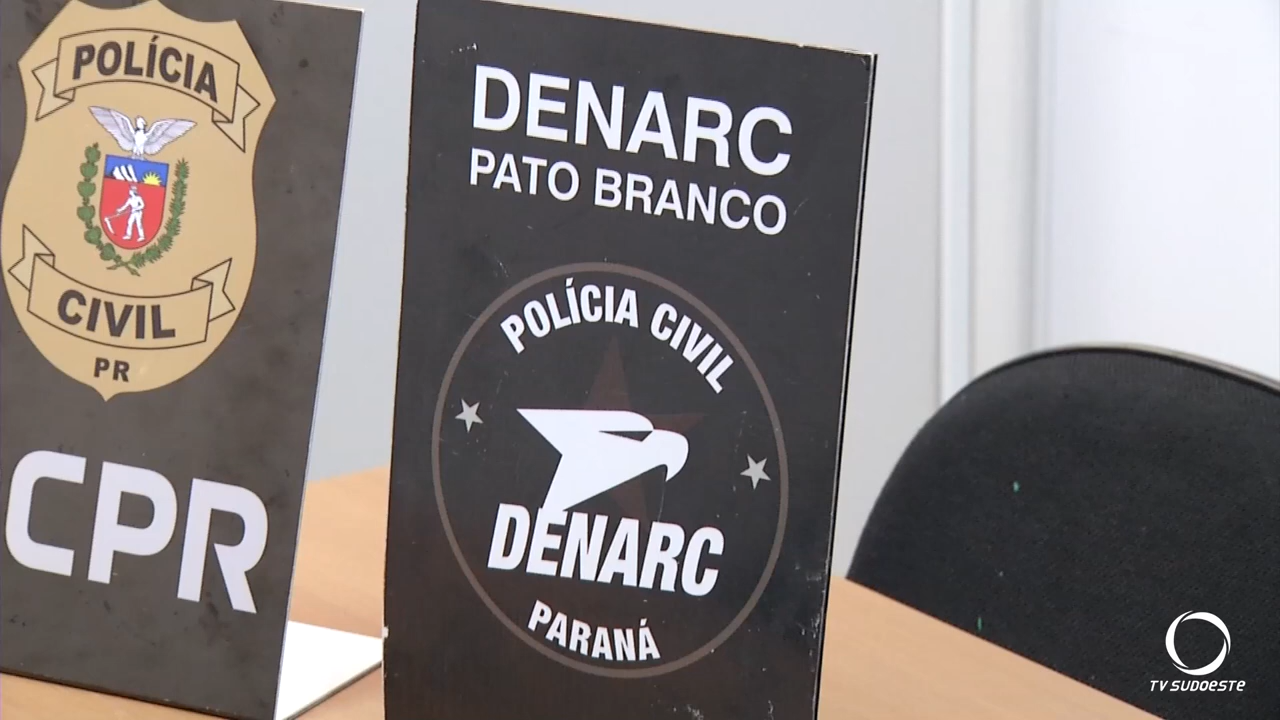 POLÍCIA
CIVIL
PR
CPR
DENARC
PATO BRANCO
POLÍCIA CIVIL
DENARC
PARANÁ
TV SUDOESTE